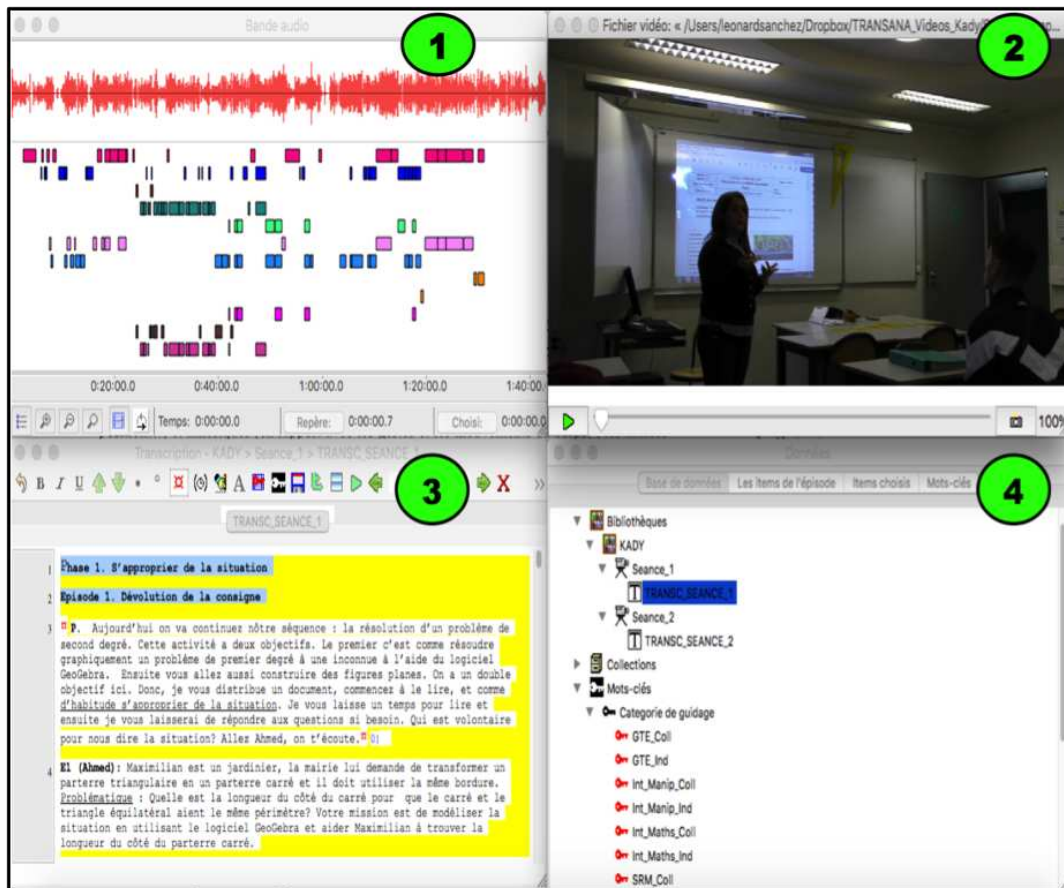 Bande audio
1
0:20:00.0 0:40:00.0 1:00:00.0 1:20:00.0 1:40:00.
Temps: 0:00:00.0 Repère: 0:00:00.7 Choisi: 0:00:00.0
Fichier vidéo: « /Users/leonardsanchez/Dropbox/TRANSANA_Videos_Kady/
2
100%
Transcription - KADY > Seance_1 > TRANSC_SEANCE_1
B I U
A
3
TRANSC_SEANCE_1
1 Phase 1. S'approprier de la situation
2 Episode 1. Dévolution de la consigne
3 P. Aujourd'hui on va continuez nôtre séquence : la résolution d'un problème de
second degré. Cette activité a deux objectifs. Le premier c'est comme résoudre
graphiquement un problème de premier degré à une inconnue à l'aide du logiciel
GeoGebra. Ensuite vous allez aussi construire des figures planes. On a un double
objectif ici. Donc, je vous distribue un document, commencez à le lire, et comme
d'habitude s'approprier de la situation. Je vous laisse un temps pour lire et
ensuite je vous laisserai de répondre aux questions si besoin. Qui est volontaire
pour nous dire la situation? Allez Ahmed, on t'écoute.
4 El (Ahmed): Maximilian est un jardinier, la mairie lui demande de transformer un
parterre triangulaire en un parterre carré et il doit utiliser la même bordure.
Problématique : Quelle est la longueur du côté du carré pour que le carré et le
triangle équilatéral aient le même périmètre? Votre mission est de modéliser la
situation en utilisant le logiciel GeoGebra et aider Maximilian à trouver la
longueur du côté du parterre carré.
Données
4
Base de données Les items de l'épisode Items choisis Mots-clés
Bibliothèques
KADY
Seance_1
TRANSC_SEANCE_1
Seance_2
TRANSC_SEANCE_2
Collections
Mots-clés
Categorie de guidage
GTE_Coll
GTE_Ind
Int_Manip_Coll
Int_Manip_Ind
Int_Maths_Coll
Int_Maths_Ind
SRM_Coll